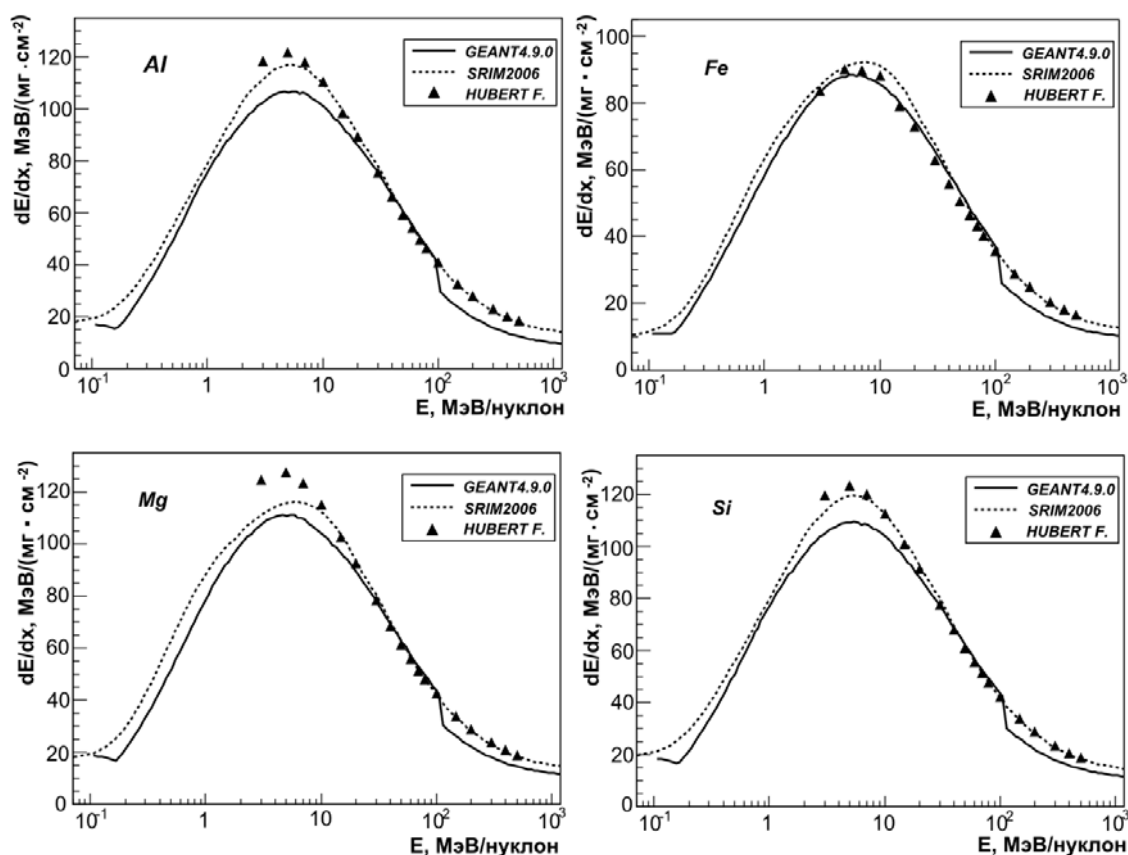 dE/dx, МэВ/(мг · см⁻²)
120
100
80
60
40
20
0
Al
GEANT4.9.0
SRIM2006
HUBERT F.
10⁻¹
1
10
10²
10³
E, МэВ/нуклон
dE/dx, МэВ/(мг · см⁻²)
100
80
60
40
20
0
Fe
GEANT4.9.0
SRIM2006
HUBERT F.
10⁻¹
1
10
10²
10³
E, МэВ/нуклон
dE/dx, МэВ/(мг · см⁻²)
120
100
80
60
40
20
0
Mg
GEANT4.9.0
SRIM2006
HUBERT F.
10⁻¹
1
10
10²
10³
E, МэВ/нуклон
dE/dx, МэВ/(мг · см⁻²)
120
100
80
60
40
20
0
Si
GEANT4.9.0
SRIM2006
HUBERT F.
10⁻¹
1
10
10²
10³
E, МэВ/нуклон